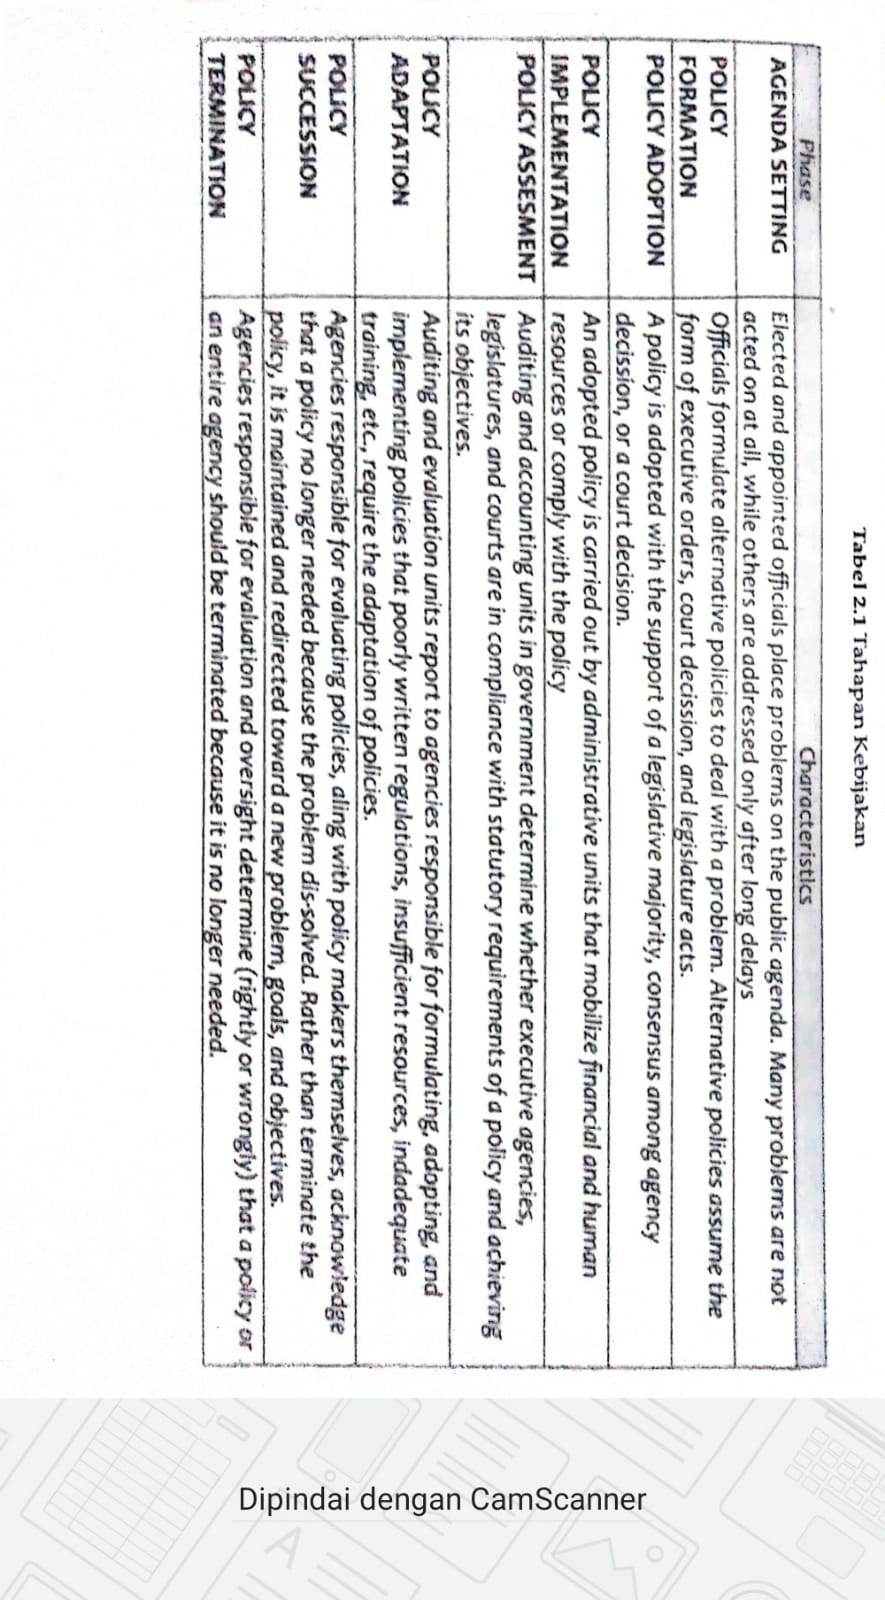 Tabel 2.1 Tahapan Kebijakan
Phase Characteristics
AGENDA SETTING Elected and appointed officials place problems on the public agenda. Many problems are not
acted on at all, while others are addressed only after long delays
POLICY Officials formulate alternative policies to deal with a problem. Alternative policies assume the
FORMATION form of executive orders, court decission, and legislature acts.
POLICY ADOPTION A policy is adopted with the support of a legislative majority, consensus among agency
decission, or a court decision.
POLICY An adopted policy is carried out by administrative units that mobilize financial and human
IMPLEMENTATION resources or comply with the policy
POLICY ASSESMENT Auditing and accounting units in government determine whether executive agencies,
legislatures, and courts are in compliance with statutory requirements of a policy and achieving
its objectives.
POLICY Auditing and evaluation units report to agencies responsible for formulating, adopting, and
ADAPTATION implementing policies that poorly written regulations, insufficient resources, indadequate
training, etc., require the adaptation of policies.
POLICY Agencies responsible for evaluating policies, aling with policy makers themselves, acknowledge
SUCCESSION that a policy no longer needed because the problem dis-solved. Rather than terminate the
policy, it is maintained and redirected toward a new problem, goals, and objectives.
POLICY Agencies responsible for evaluation and oversight determine (rightly or wrongly) that a policy or
TERMINATION an entire agency should be terminated because it is no longer needed.
Dipindai dengan CamScanner